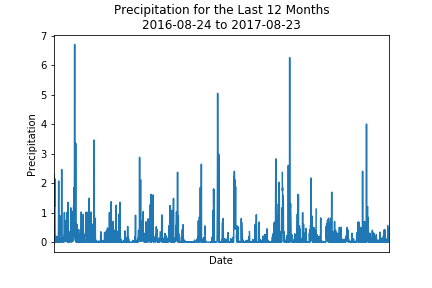 Precipitation for the Last 12 Months
2016-08-24 to 2017-08-23
7
6
5
4
3
2
1
0
Precipitation
Date